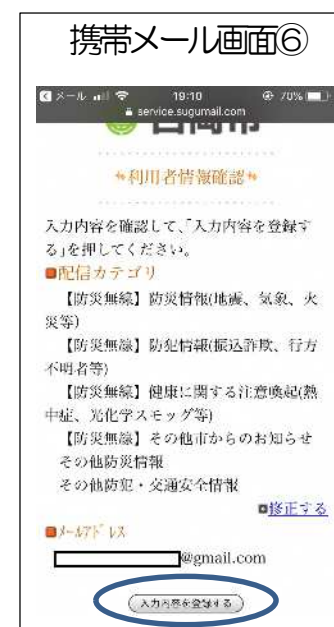 携帯メール画面⑥
メール 19:10 70%
service.sugumail.com
利用者情報確認
入力内容を確認して、「入力内容を登録す
る」を押してください。
■配信カテゴリ
【防災無線】防災情報(地震、気象、火
災等)
【防災無線】防犯情報(振込詐欺、行方
不明者等)
【防災無線】健康に関する注意喚起(熱
中症、光化学スモッグ等)
【防災無線】その他市からのお知らせ
その他防災情報
その他防犯・交通安全情報
修正する
■メールアドレス
@gmail.com
入力内容を登録する